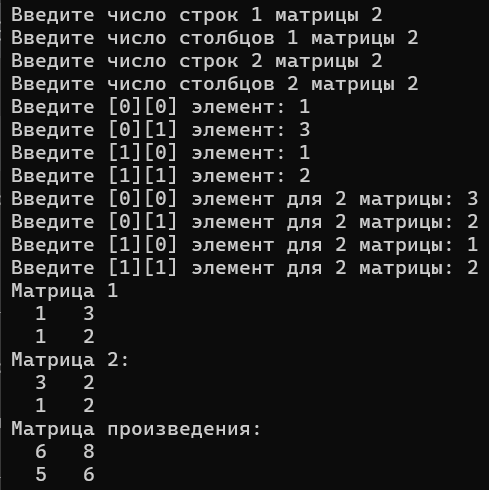 Введите число строк 1 матрицы 2
Введите число столбцов 1 матрицы 2
Введите число строк 2 матрицы 2
Введите число столбцов 2 матрицы 2
Введите [0][0] элемент: 1
Введите [0][1] элемент: 3
Введите [1][0] элемент: 1
Введите [1][1] элемент: 2
Введите [0][0] элемент для 2 матрицы: 3
Введите [0][1] элемент для 2 матрицы: 2
Введите [1][0] элемент для 2 матрицы: 1
Введите [1][1] элемент для 2 матрицы: 2
Матрица 1
  1   3
  1   2
Матрица 2:
  3   2
  1   2
Матрица произведения:
  6   8
  5   6